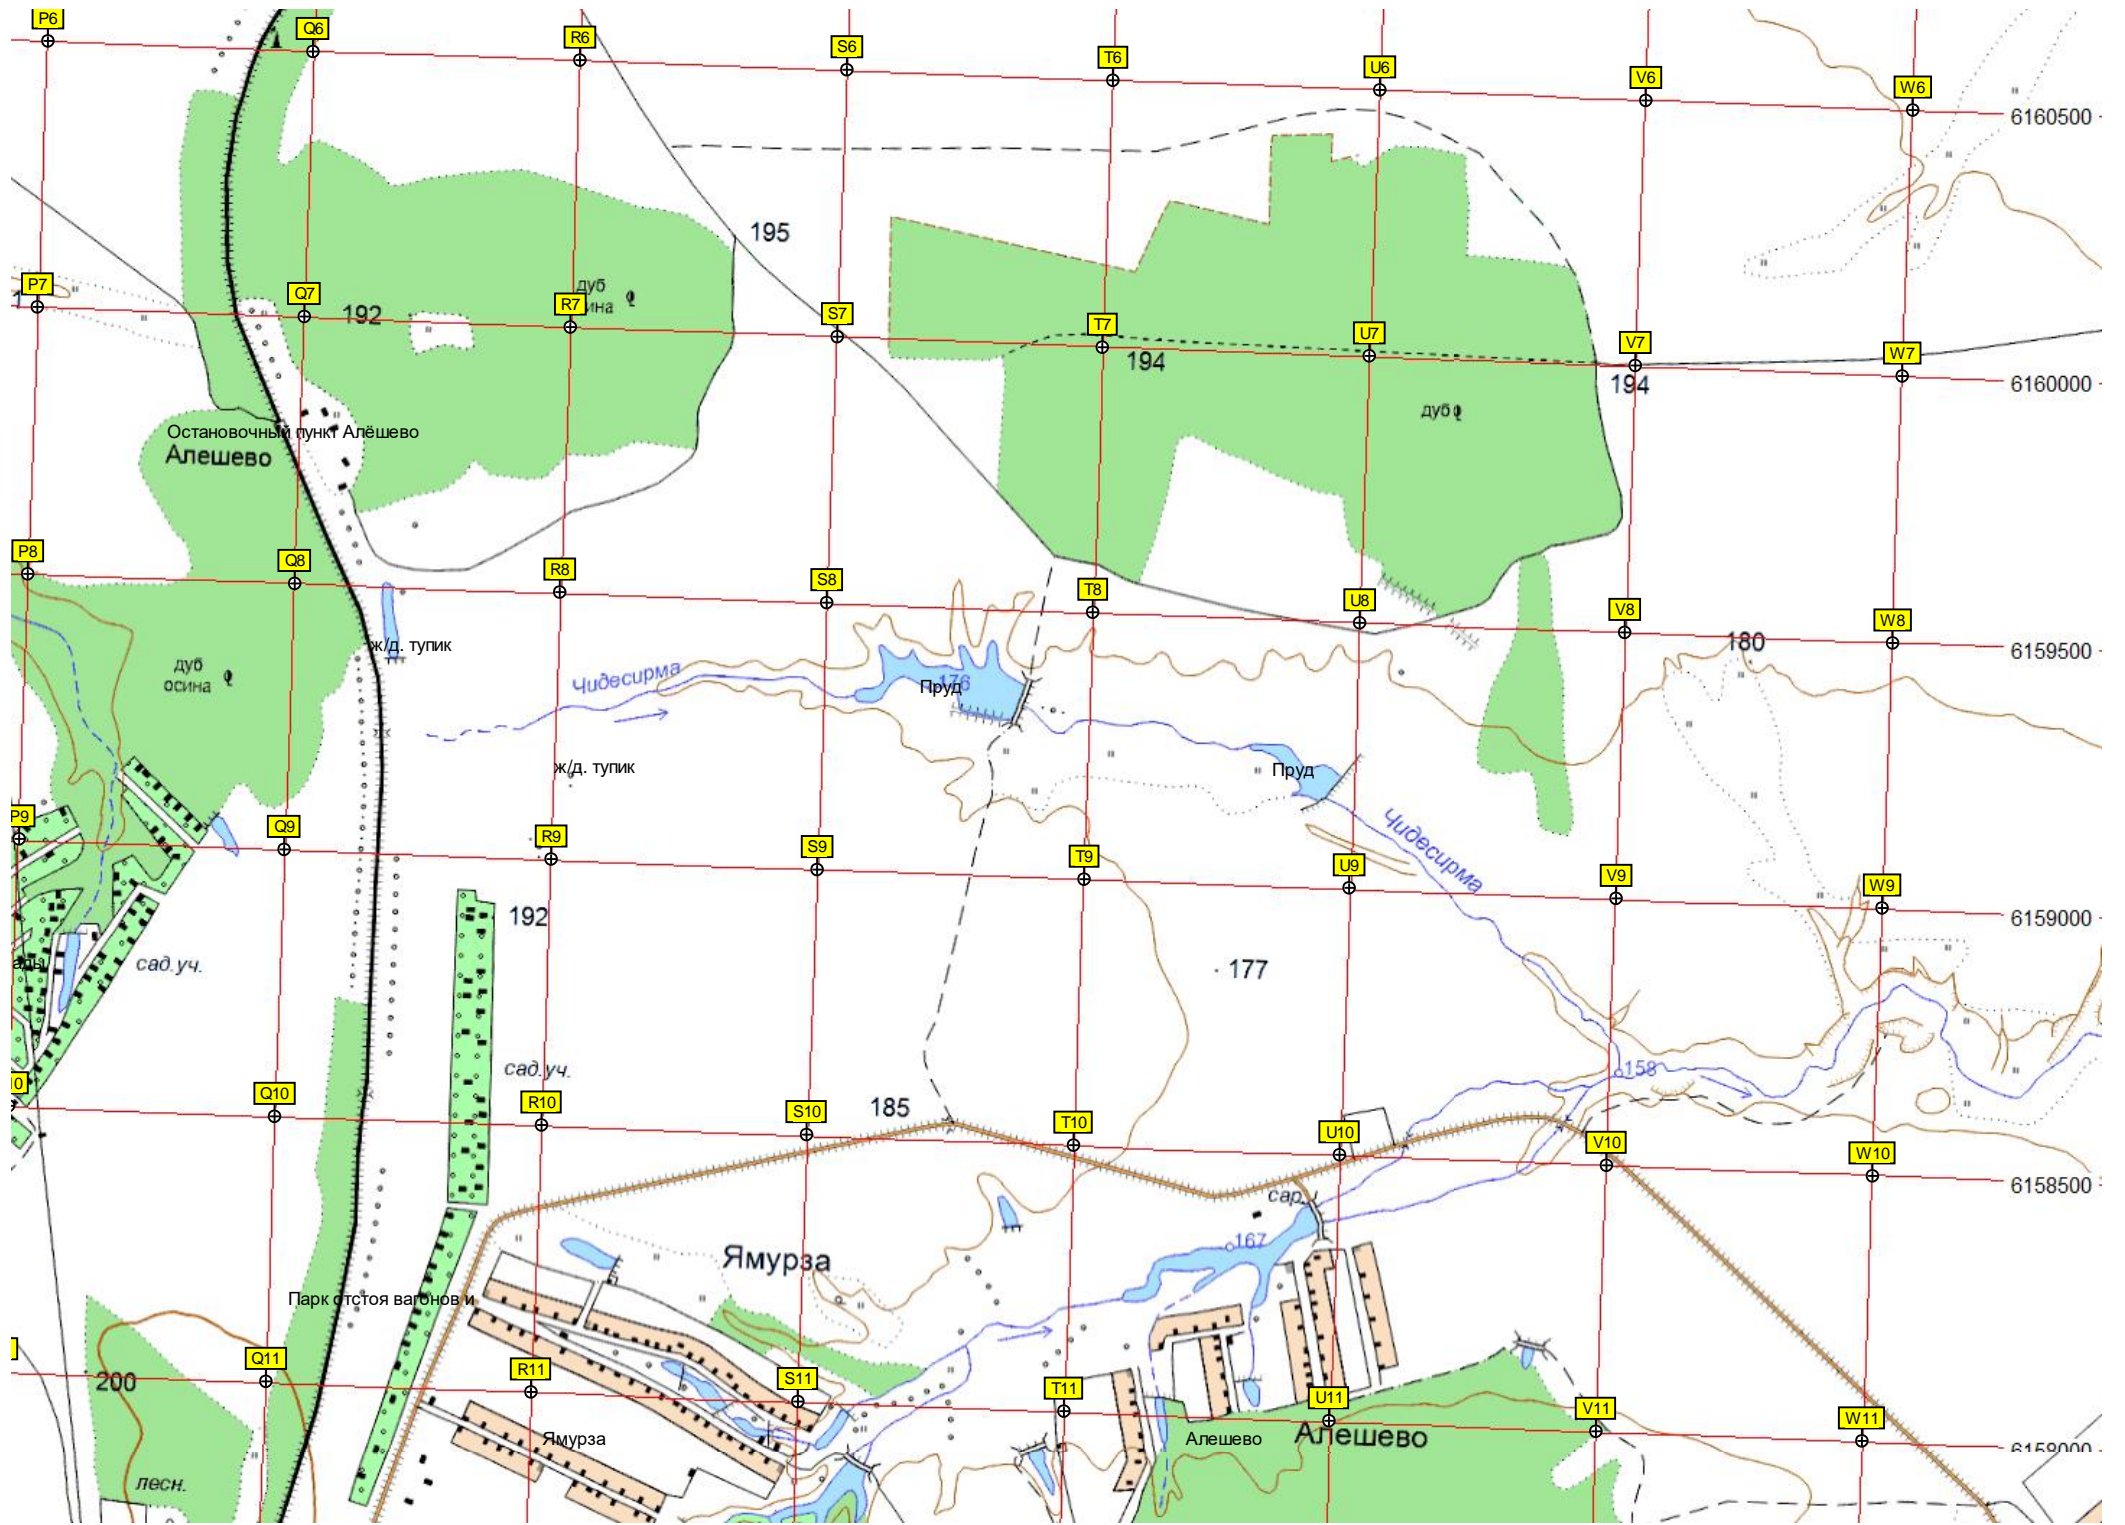 P6
Q6
R6
S6
T6
U6
V6
W6
6160500
195
P7
Q7
192
дуб
R7
S7
T7
194
U7
V7
194
W7
6160000
дуб
Остановочный пункт Алёшево
Алешево
P8
Q8
R8
S8
T8
U8
V8
W8
180
6159500
ж/д. тупик
дуб
осина
Чидесирма
Пруд
176
ж/д. тупик
Пруд
Чидесирма
P9
Q9
R9
S9
T9
U9
V9
W9
6159000
192
сад.уч.
177
сад.уч.
158
Q10
R10
S10
185
T10
U10
V10
W10
6158500
сар.
167
Ямурза
Парк отстоя вагонов и
Q11
200
R11
S11
T11
U11
V11
W11
Ямурза
Алешево
Алешево
6158000
лесн.